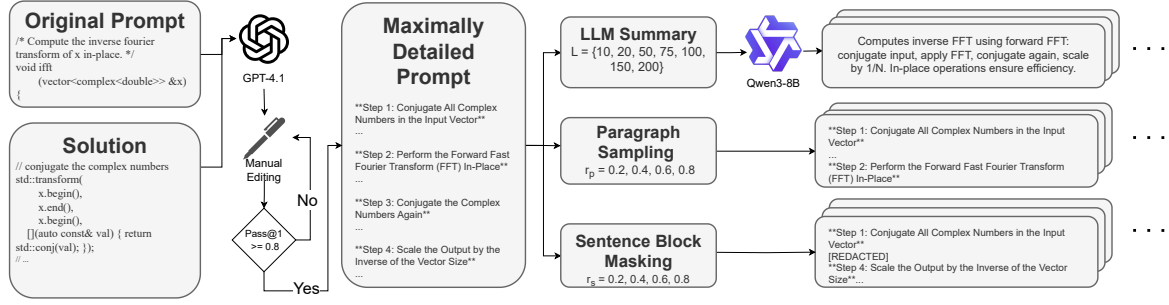 Original Prompt
/* Compute the inverse fourier
transform of x in-place. */
void ifft
(vector<complex<double>> &x)
{
Solution
// conjugate the complex numbers
std::transform(
x.begin(),
x.end(),
x.begin(),
[](auto const& val) { return
std::conj(val); });
// ...
GPT-4.1
Manual
Editing
No
Pass@1
>= 0.8
Yes
Maximally
Detailed
Prompt
**Step 1: Conjugate All Complex
Numbers in the Input Vector**
...
**Step 2: Perform the Forward Fast
Fourier Transform (FFT) In-Place**
...
**Step 3: Conjugate the Complex
Numbers Again**
...
**Step 4: Scale the Output by the
Inverse of the Vector Size**
...
LLM Summary
L = {10, 20, 50, 75, 100,
150, 200}
Qwen3-8B
Computes inverse FFT using forward FFT:
conjugate input, apply FFT, conjugate again, scale
by 1/N. In-place operations ensure efficiency.
. . .
Paragraph
Sampling
rp = 0.2, 0.4, 0.6, 0.8
**Step 1: Conjugate All Complex Numbers in the Input
Vector**
...
**Step 2: Perform the Forward Fast Fourier Transform
(FFT) In-Place**
. . .
Sentence Block
Masking
rs = 0.2, 0.4, 0.6, 0.8
**Step 1: Conjugate All Complex Numbers in the Input
Vector**
[REDACTED]
**Step 4: Scale the Output by the Inverse of the Vector
Size**...
. . .